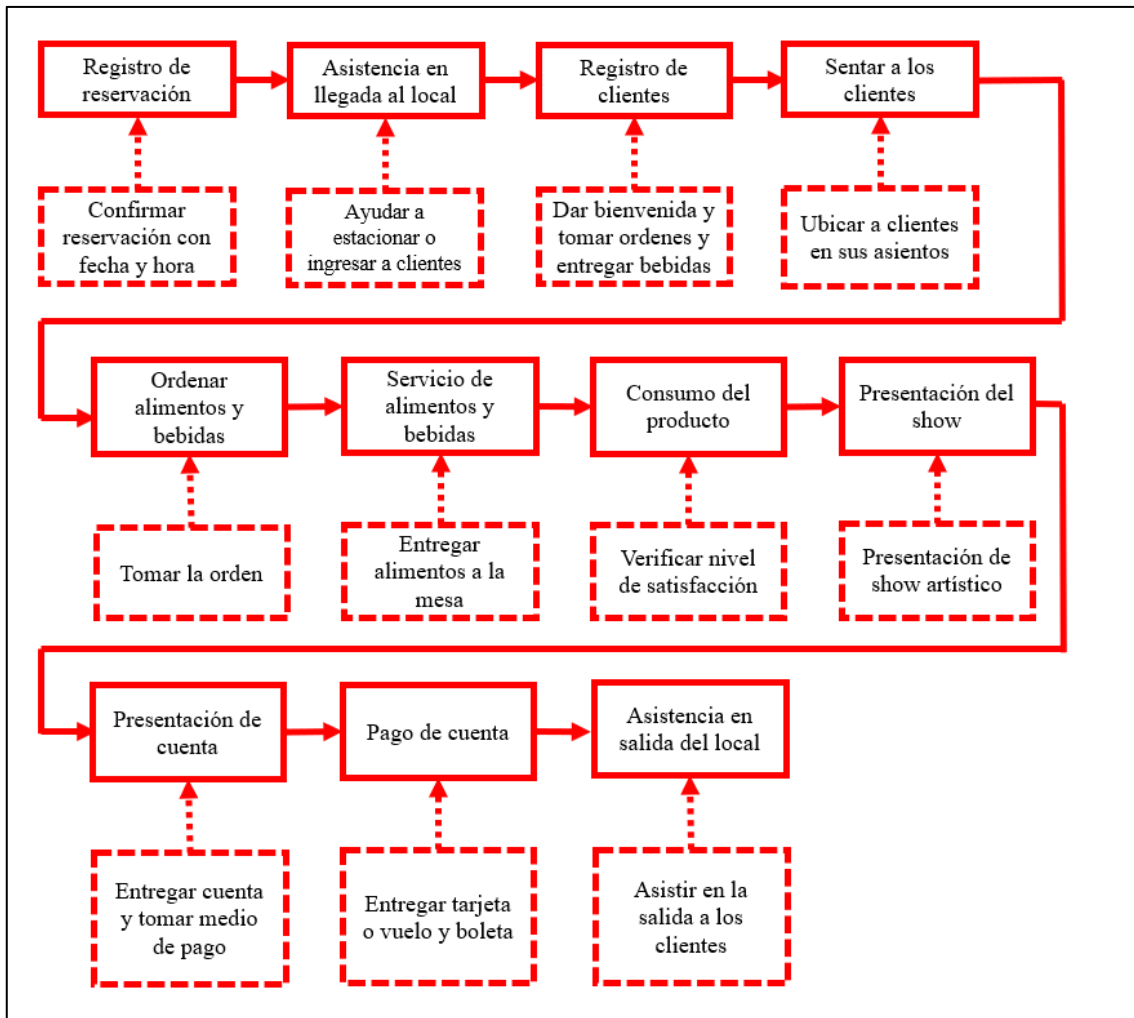 Registro de
reservación
Asistencia en
llegada al local
Registro de
clientes
Sentar a los
clientes
Confirmar
reservación con
fecha y hora
Ayudar a
estacionar o
ingresar a clientes
Dar bienvenida y
tomar ordenes y
entregar bebidas
Ubicar a clientes
en sus asientos
Ordenar
alimentos y
bebidas
Servicio de
alimentos y
bebidas
Consumo del
producto
Presentación del
show
Tomar la orden
Entregar
alimentos a la
mesa
Verificar nivel
de satisfacción
Presentación de
show artístico
Presentación de
cuenta
Pago de cuenta
Asistencia en
salida del local
Entregar cuenta
y tomar medio
de pago
Entregar tarjeta
o vuelo y boleta
Asistir en la
salida a los
clientes